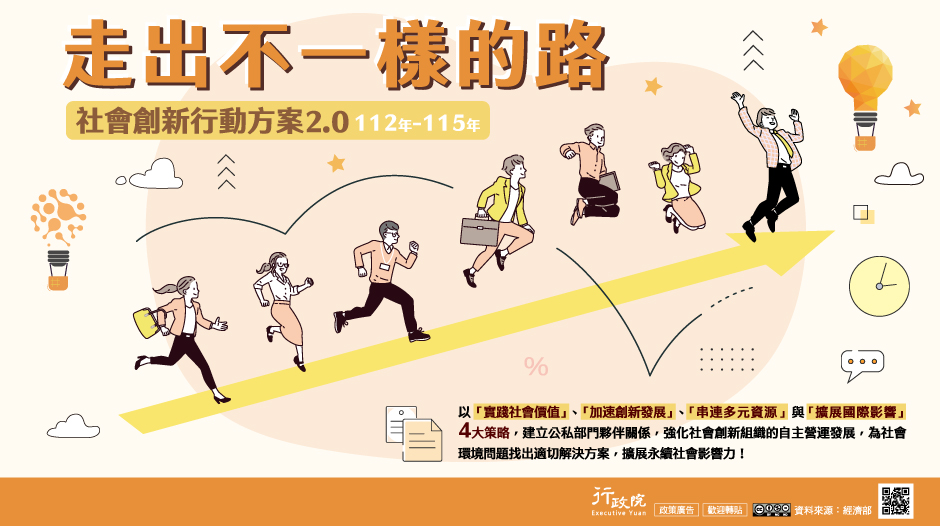 走出不一樣的路
社會創新行動方案2.0 112年-115年
%
以「實踐社會價值」、「加速創新發展」、「串連多元資源」與「擴展國際影響」
4大策略，建立公私部門夥伴關係，強化社會創新組織的自主營運發展，為社會
環境問題找出適切解決方案，擴展永續社會影響力！
行政院
Executive Yuan
政策廣告 歡迎轉貼 資料來源：經濟部